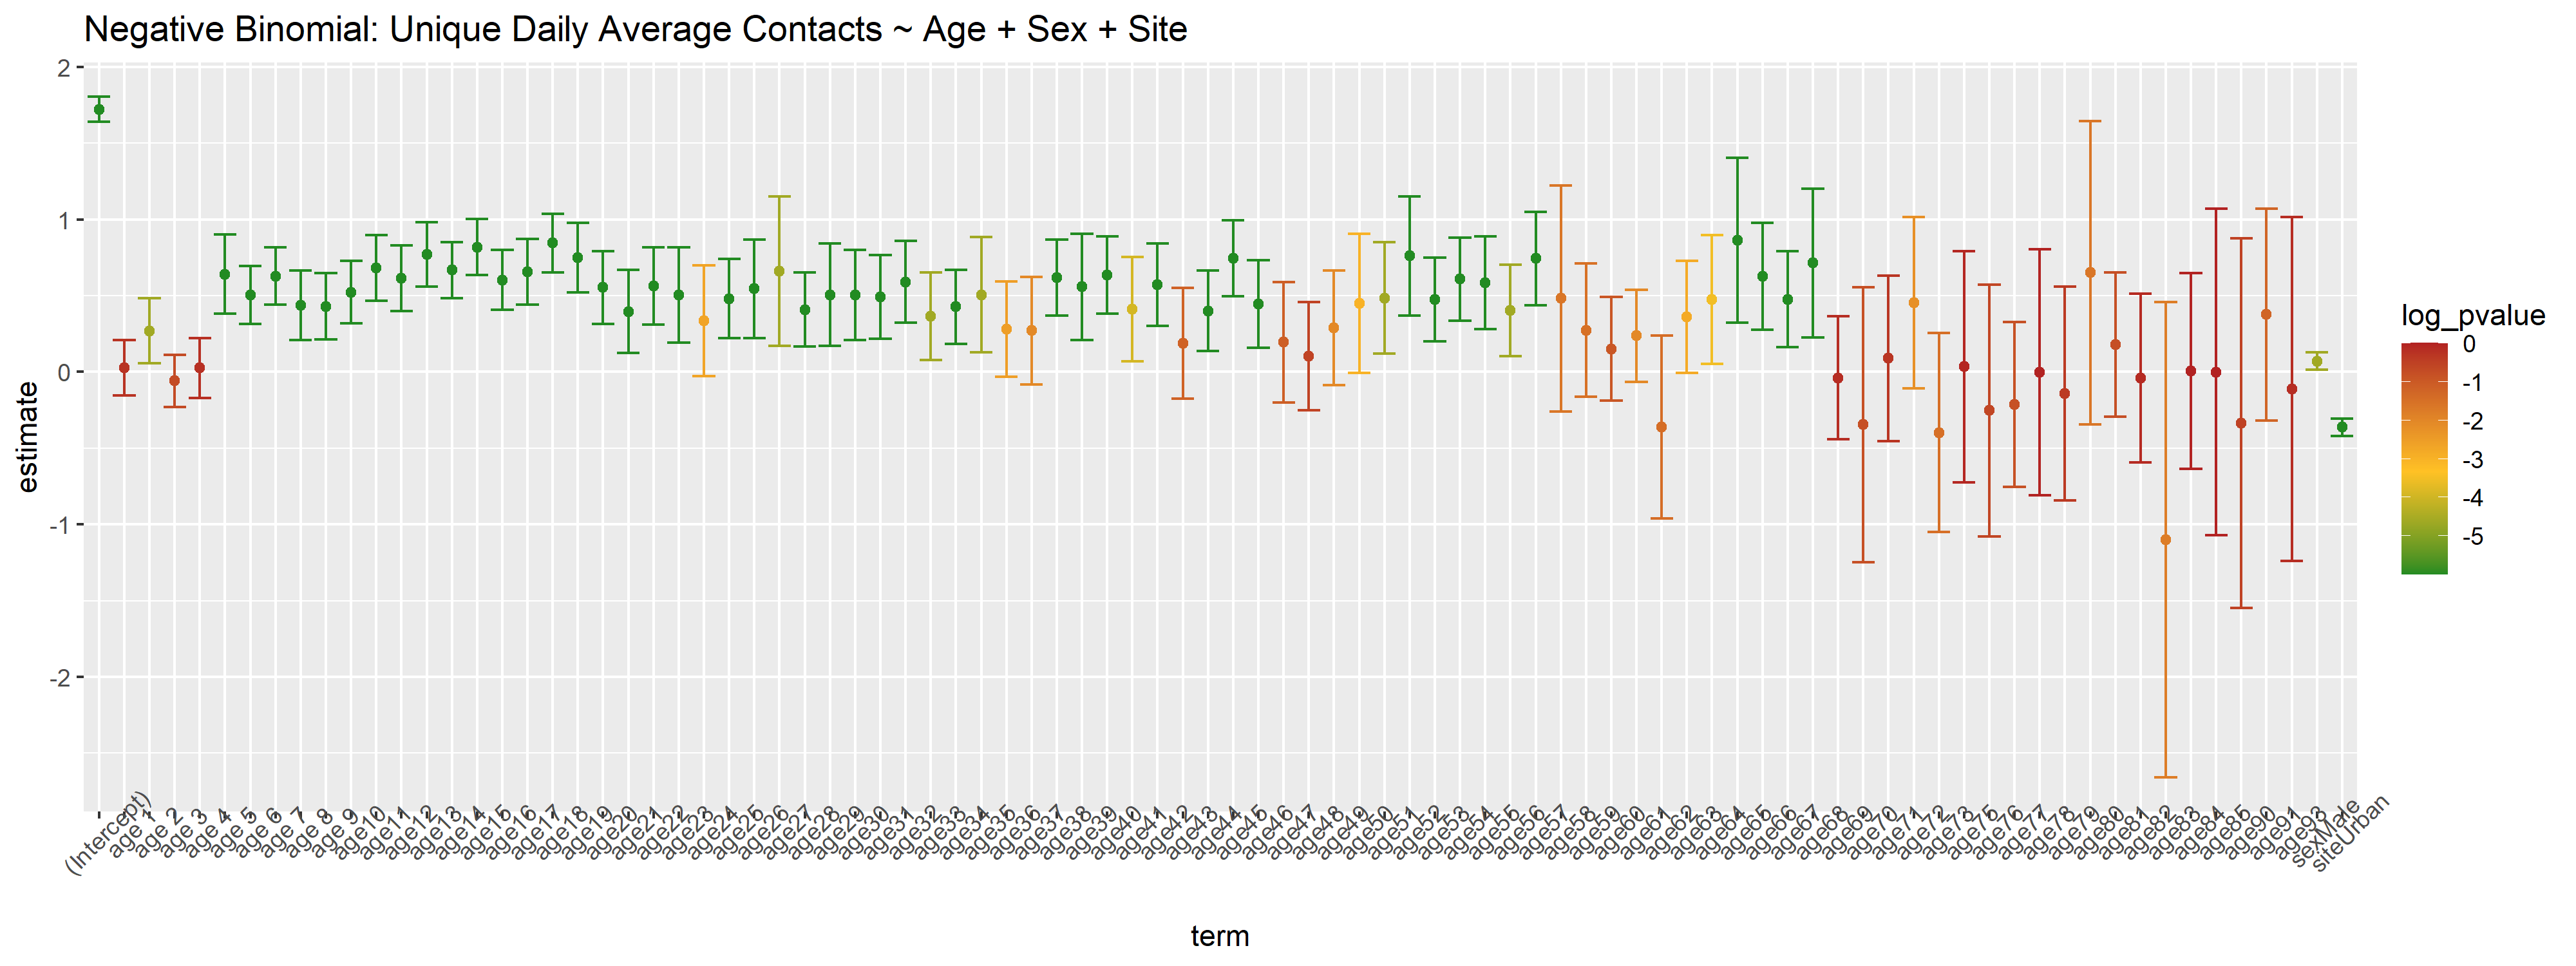 Negative Binomial: Unique Daily Average Contacts ~ Age + Sex + Site
estimate
2
1
0
-1
-2
(Intercept)
age 1
age 2
age 3
age 4
age 5
age 6
age 7
age 8
age 9
age10
age11
age12
age13
age14
age15
age16
age17
age18
age19
age20
age21
age22
age23
age24
age25
age26
age27
age28
age29
age30
age31
age32
age33
age34
age35
age36
age37
age38
age39
age40
age41
age42
age43
age44
age45
age46
age47
age48
age49
age50
age51
age52
age53
age54
age55
age56
age57
age58
age59
age60
age61
age62
age63
age64
age65
age66
age67
age68
age69
age70
age71
age72
age73
age75
age76
age77
age78
age79
age80
age81
age82
age83
age84
age85
age90
age91
age93
sexMale
siteUrban
term
log_pvalue
0
-1
-2
-3
-4
-5